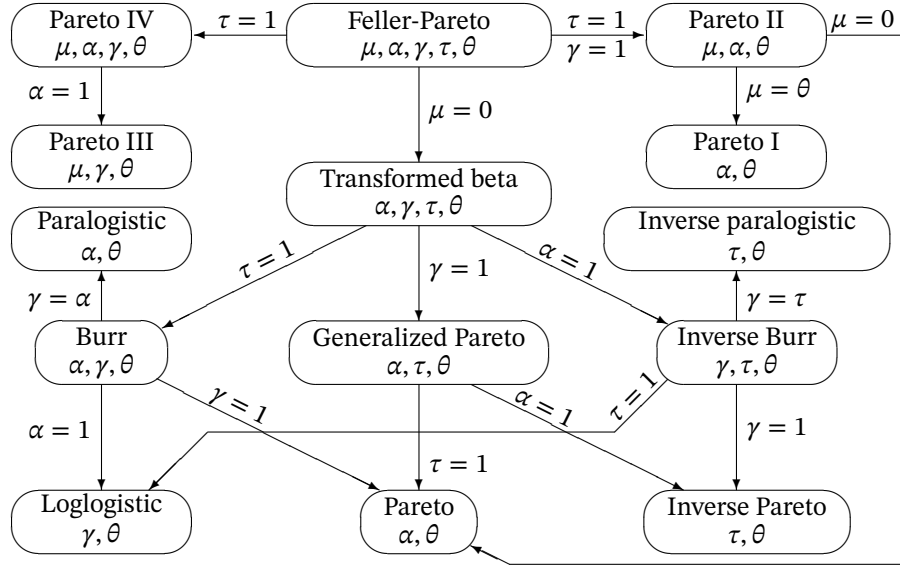 Pareto IV
μ, α, γ, θ
τ = 1
Feller-Pareto
μ, α, γ, τ, θ
τ = 1
γ = 1
Pareto II
μ, α, θ
μ = 0
α = 1
μ = 0
μ = θ
Pareto III
μ, γ, θ
Pareto I
α, θ
Transformed beta
α, γ, τ, θ
Paralogistic
α, θ
Inverse paralogistic
τ, θ
τ = 1
γ = 1
α = 1
γ = α
γ = τ
Burr
α, γ, θ
Generalized Pareto
α, τ, θ
Inverse Burr
γ, τ, θ
α = 1
γ = 1
τ = 1
α = 1
τ = 1
γ = 1
Loglogistic
γ, θ
Pareto
α, θ
Inverse Pareto
τ, θ